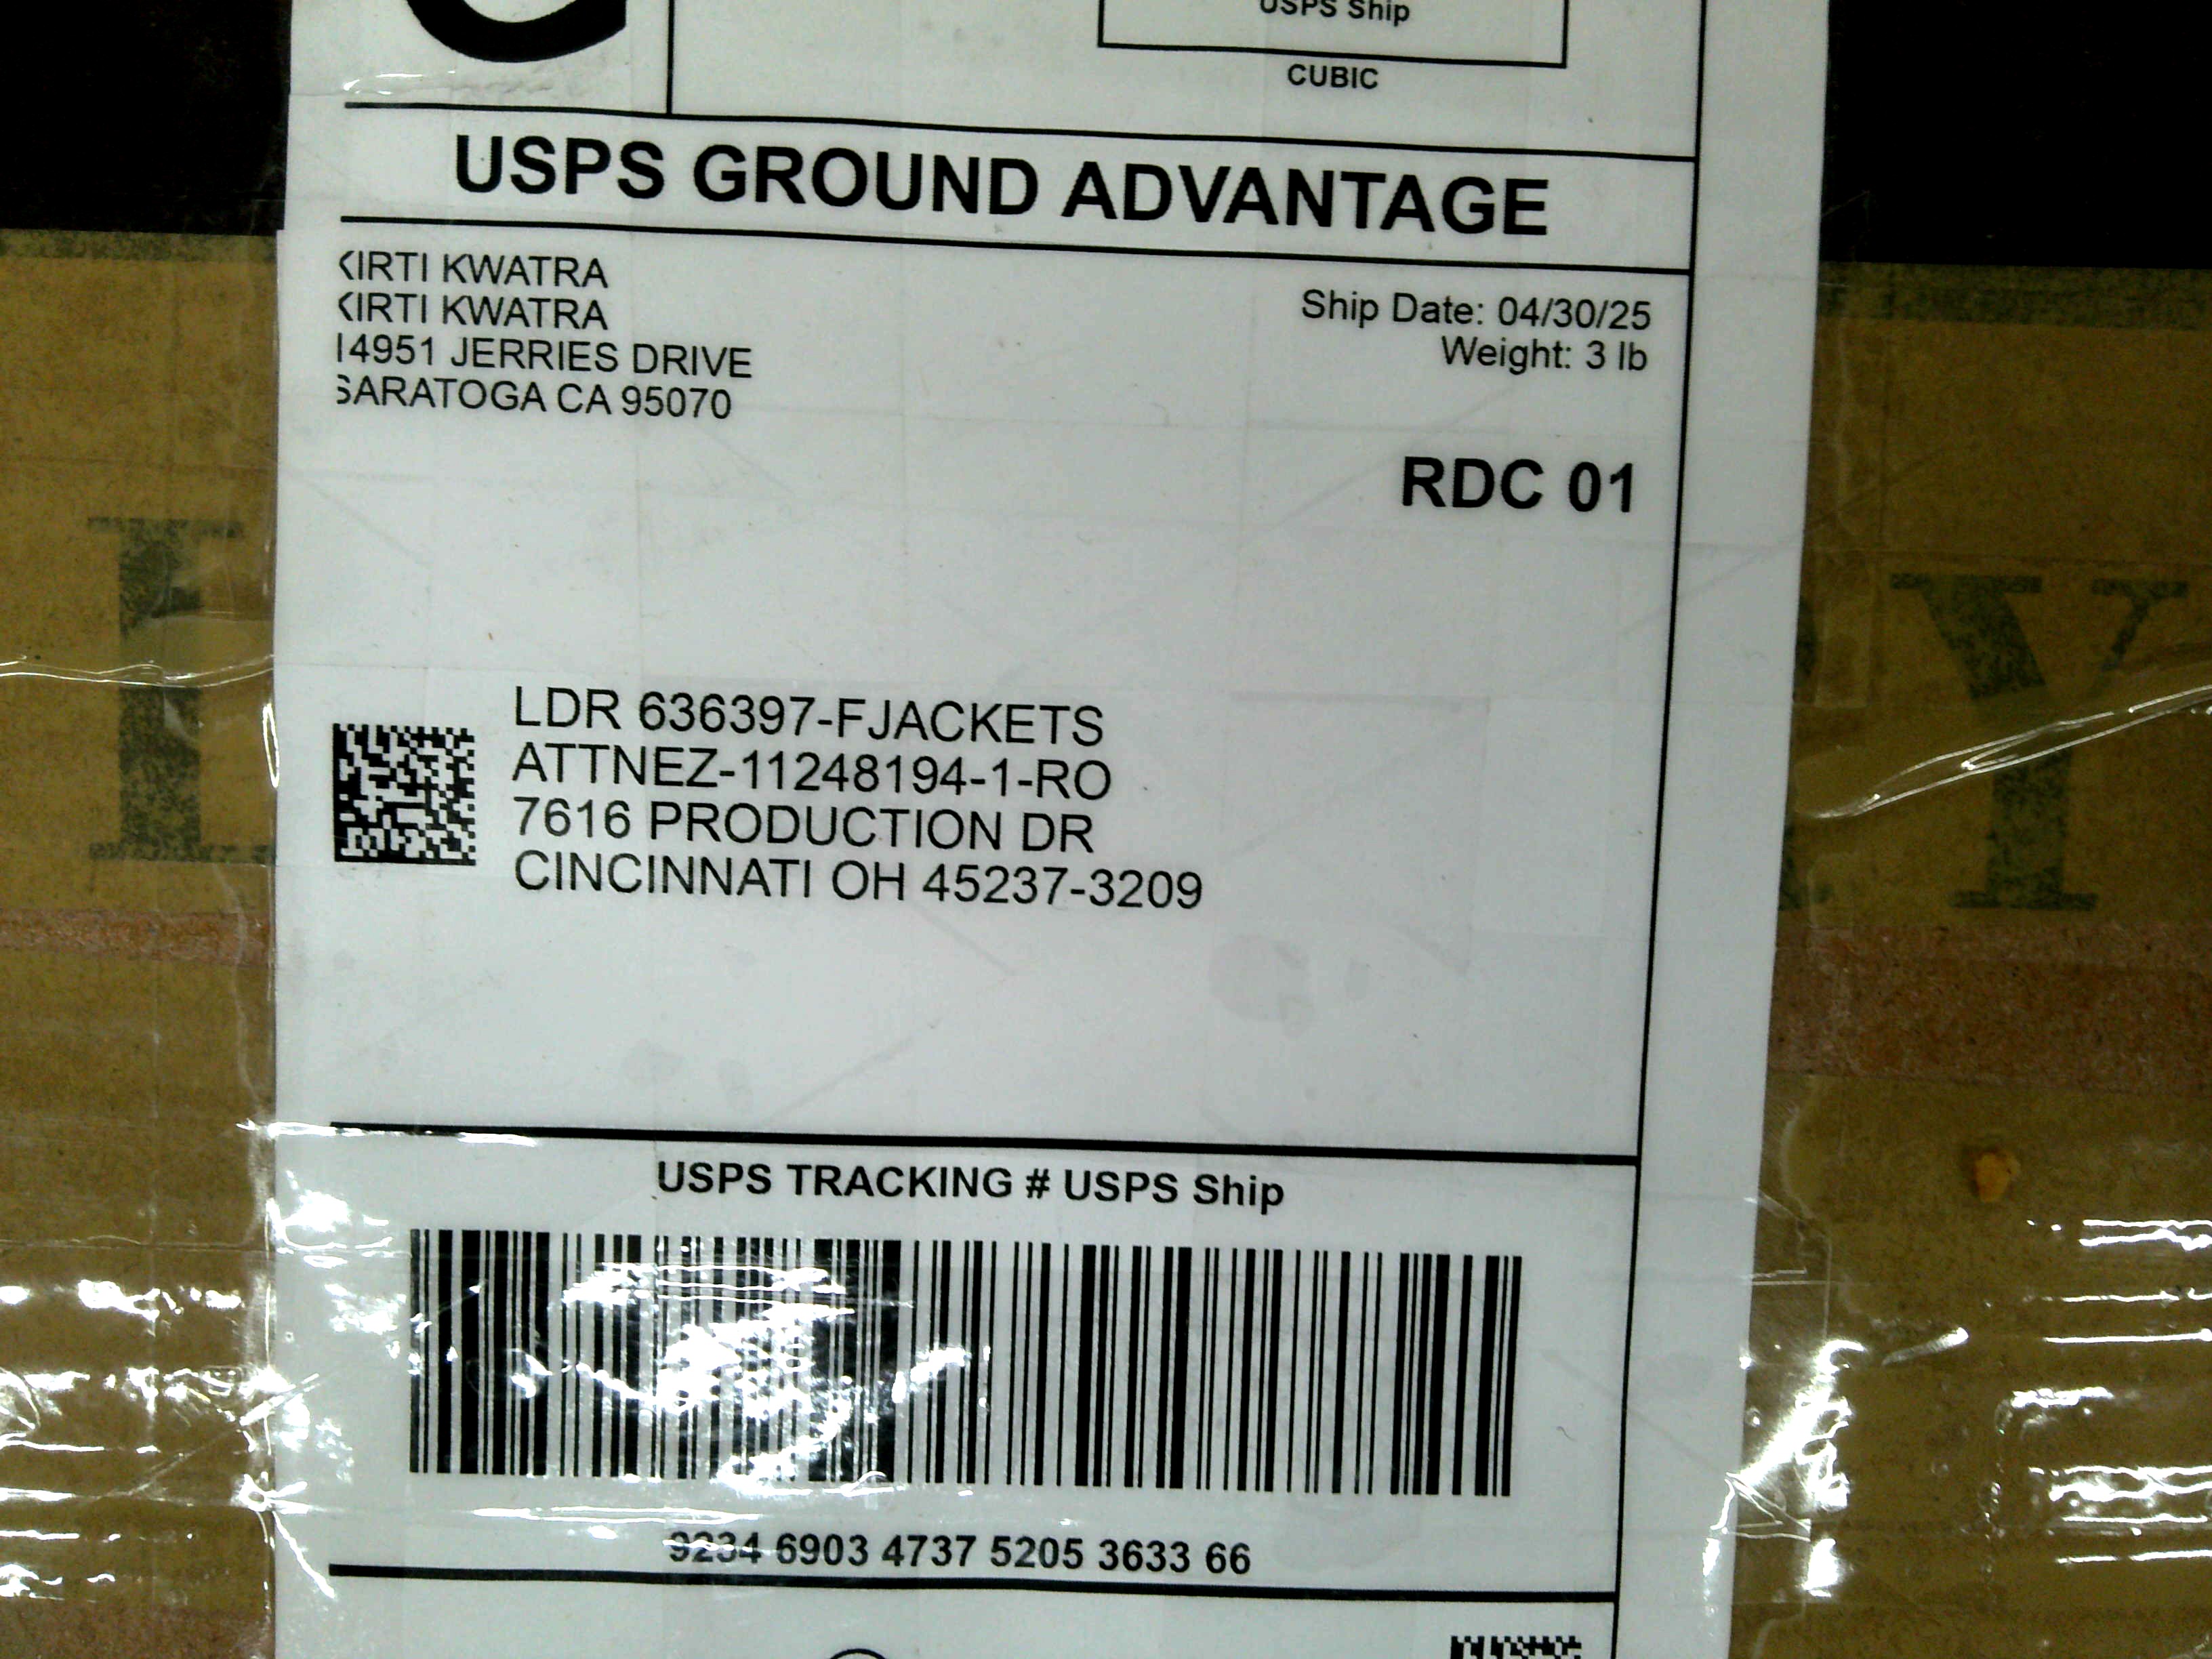 USPS Ship
CUBIC
USPS GROUND ADVANTAGE
KIRTI KWATRA
KIRTI KWATRA
14951 JERRIES DRIVE
SARATOGA CA 95070
Ship Date: 04/30/25
Weight: 3 lb
RDC 01
LDR 636397-FJACKETS
ATTNEZ-11248194-1-RO
7616 PRODUCTION DR
CINCINNATI OH 45237-3209
USPS TRACKING # USPS Ship
9234 6903 4737 5205 3633 66